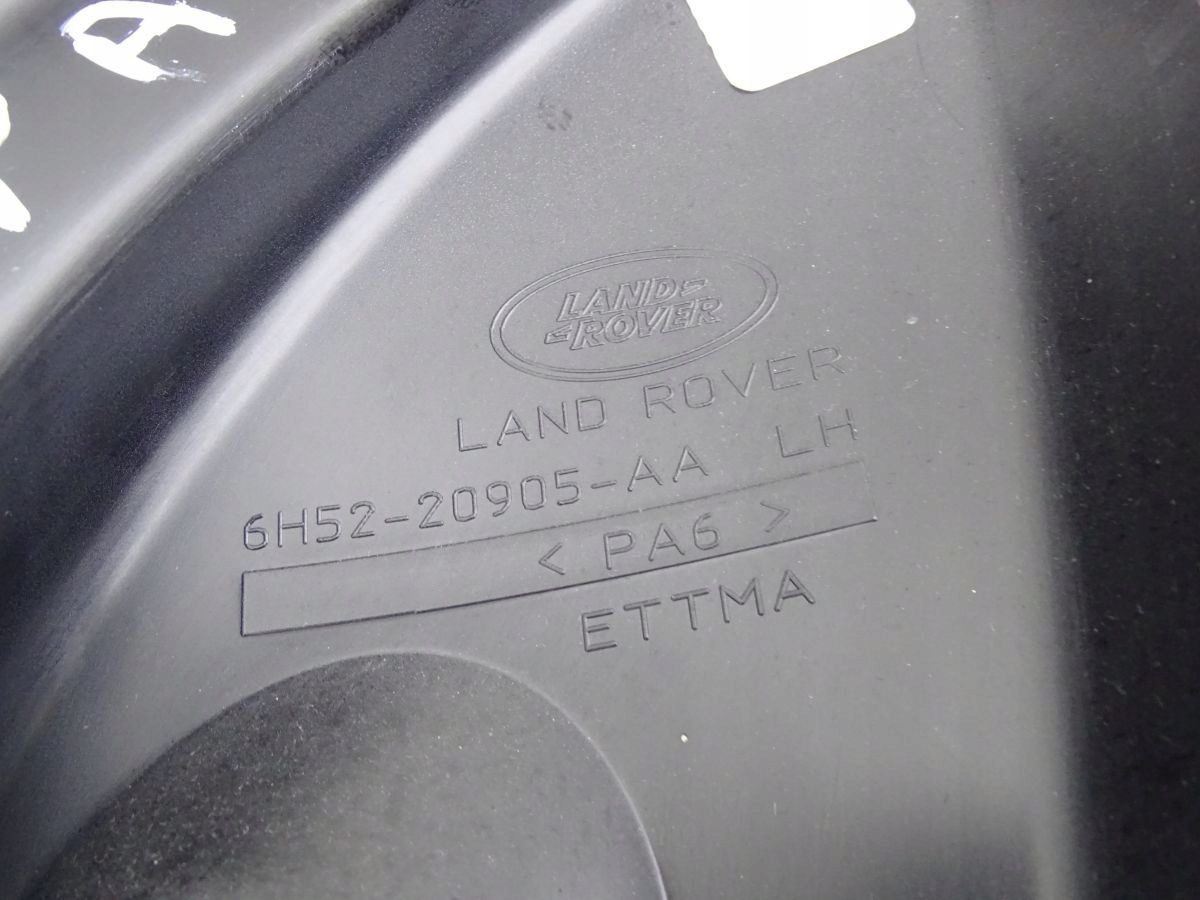 A
LAND
ROVER
LAND ROVER
6H52-20905-AA LH
< PA6 >
ETTMA